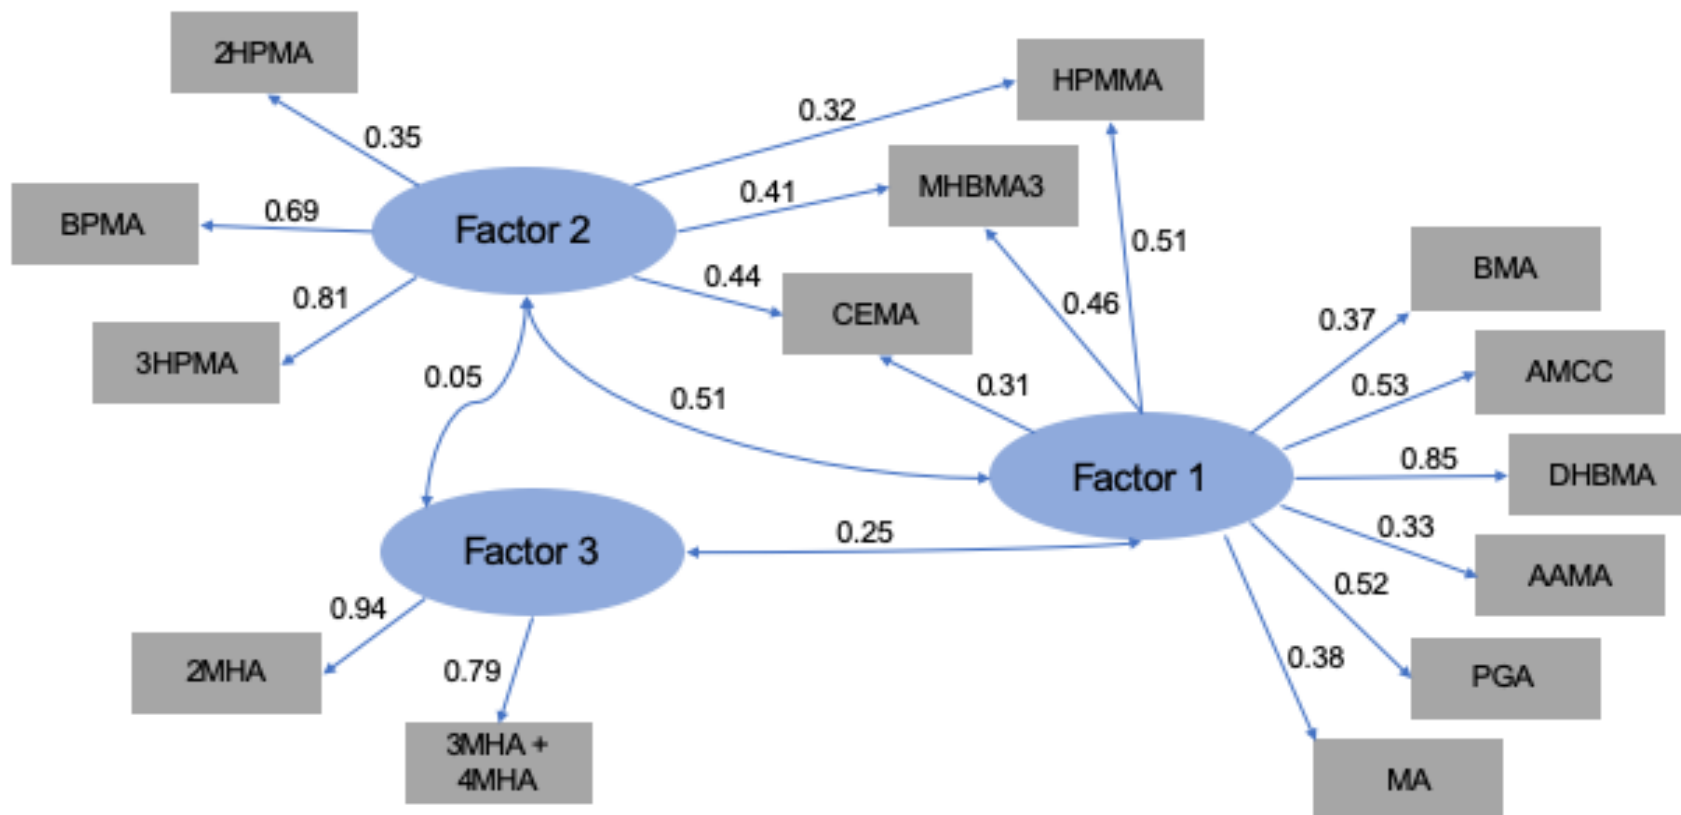 2HPMA
HPMMA
0.32
0.35
MHBMA3
0.41
BPMA
0.69
Factor 2
0.51
BMA
0.44
0.81
CEMA
0.46
0.37
3HPMA
0.05
0.31
0.51
0.53
AMCC
Factor 1
0.85
DHBMA
Factor 3
0.25
0.33
AAMA
0.94
0.52
2MHA
0.79
0.38
PGA
3MHA +
4MHA
MA